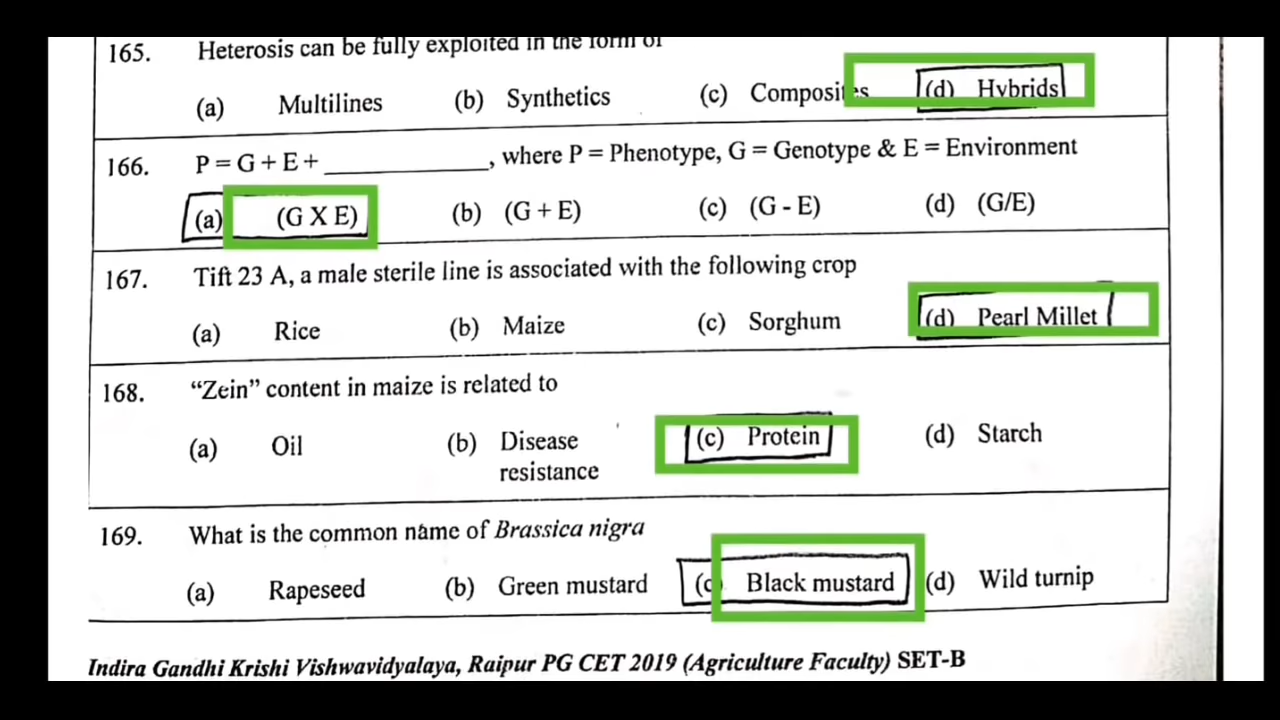 165. Heterosis can be fully exploited in the form of
(a) Multilines (b) Synthetics (c) Composites (d) Hybrids
166. P = G + E + __________, where P = Phenotype, G = Genotype & E = Environment
(a) (G X E) (b) (G + E) (c) (G - E) (d) (G/E)
167. Tift 23 A, a male sterile line is associated with the following crop
(a) Rice (b) Maize (c) Sorghum (d) Pearl Millet
168. “Zein” content in maize is related to
(a) Oil (b) Disease (c) Protein (d) Starch
resistance
169. What is the common name of Brassica nigra
(a) Rapeseed (b) Green mustard (c) Black mustard (d) Wild turnip
Indira Gandhi Krishi Vishwavidyalaya, Raipur PG CET 2019 (Agriculture Faculty) SET-B